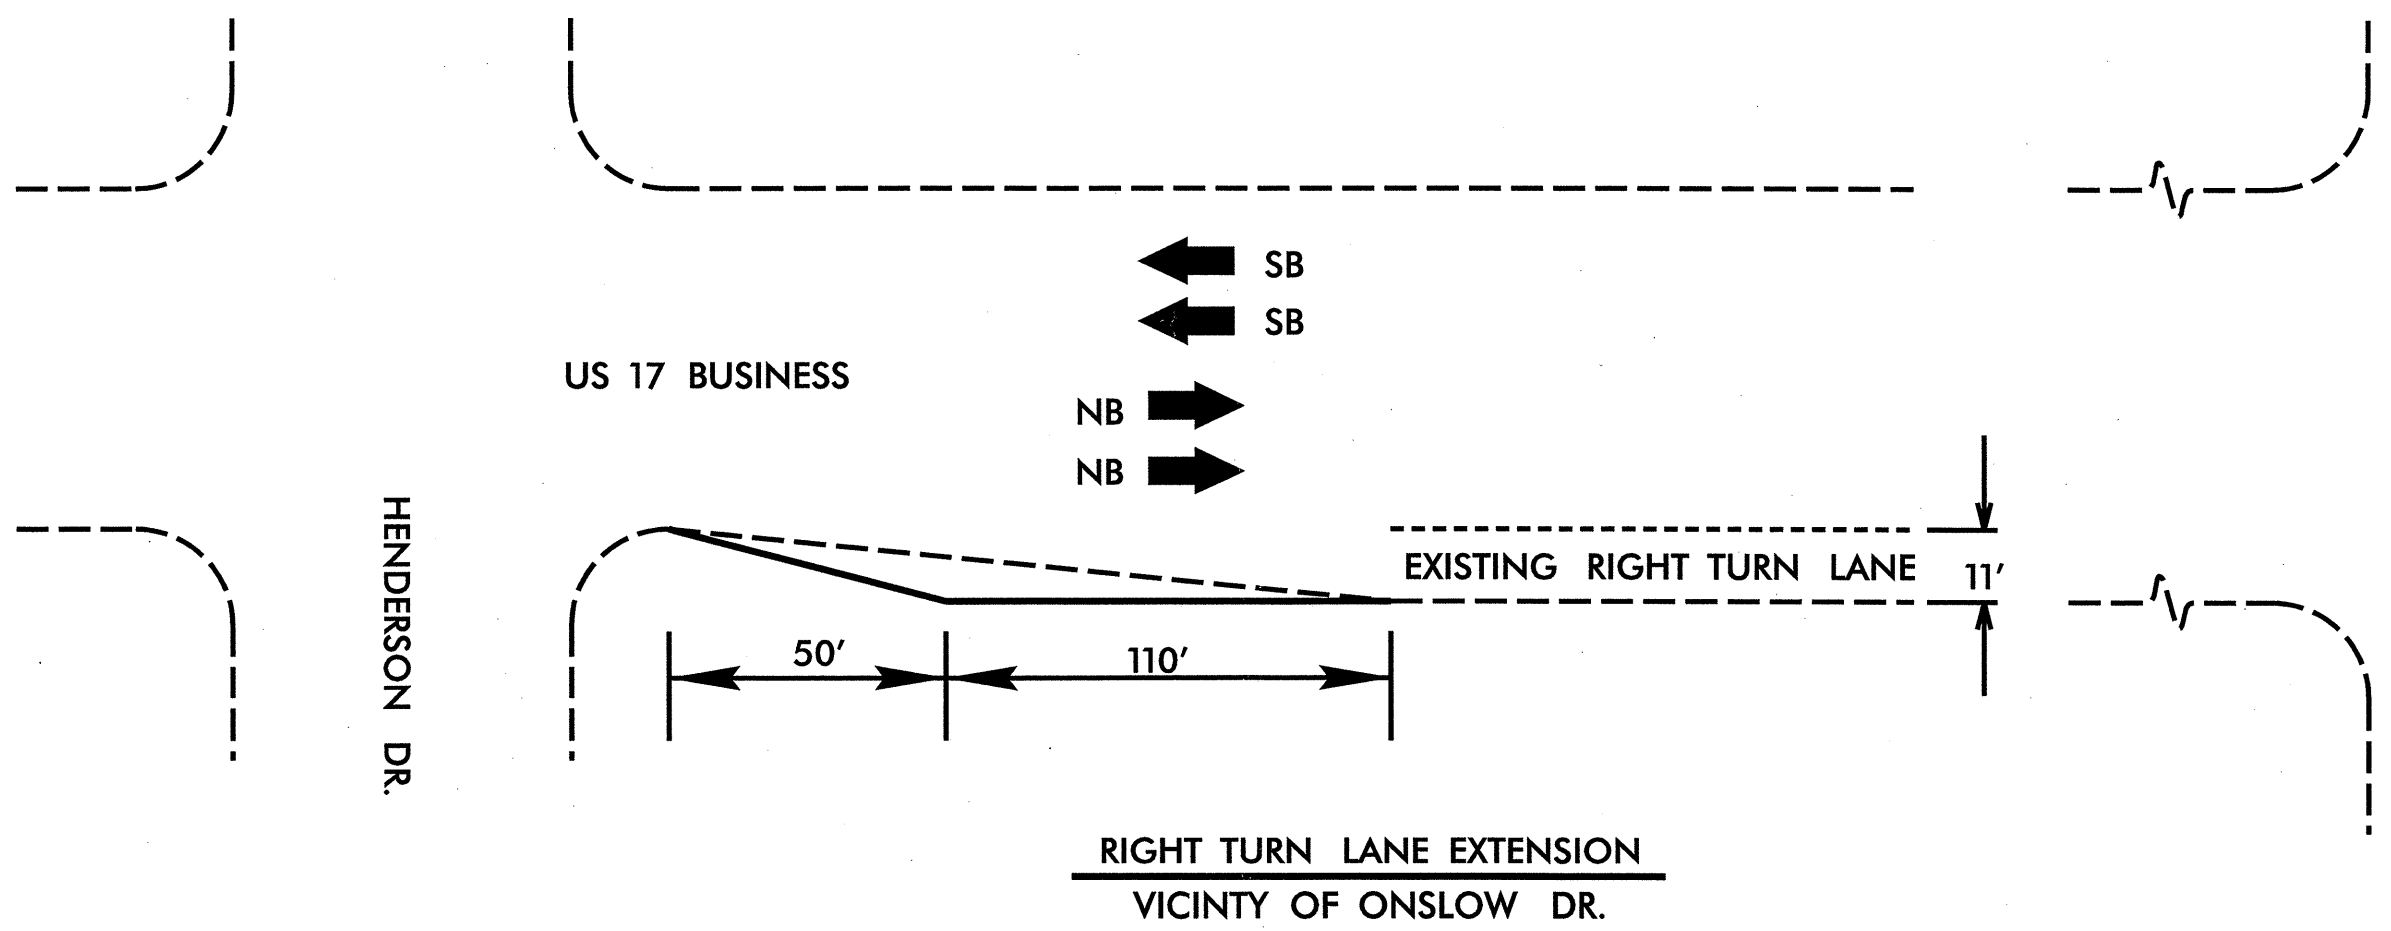 SB
SB
US 17 BUSINESS
NB
NB
HENDERSON DR.
EXISTING RIGHT TURN LANE
11'
50'
110'
RIGHT TURN LANE EXTENSION
VICINTY OF ONSLOW DR.